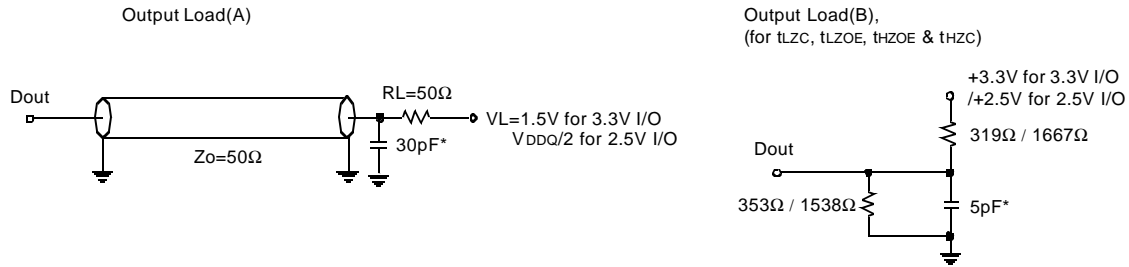 Output Load(A)
Dout
Zo=50Ω
RL=50Ω
30pF*
VL=1.5V for 3.3V I/O
VDDQ/2 for 2.5V I/O
Output Load(B),
(for tLZC, tLZOE, tHZOE & tHZC)
+3.3V for 3.3V I/O
/+2.5V for 2.5V I/O
319Ω / 1667Ω
Dout
353Ω / 1538Ω
5pF*